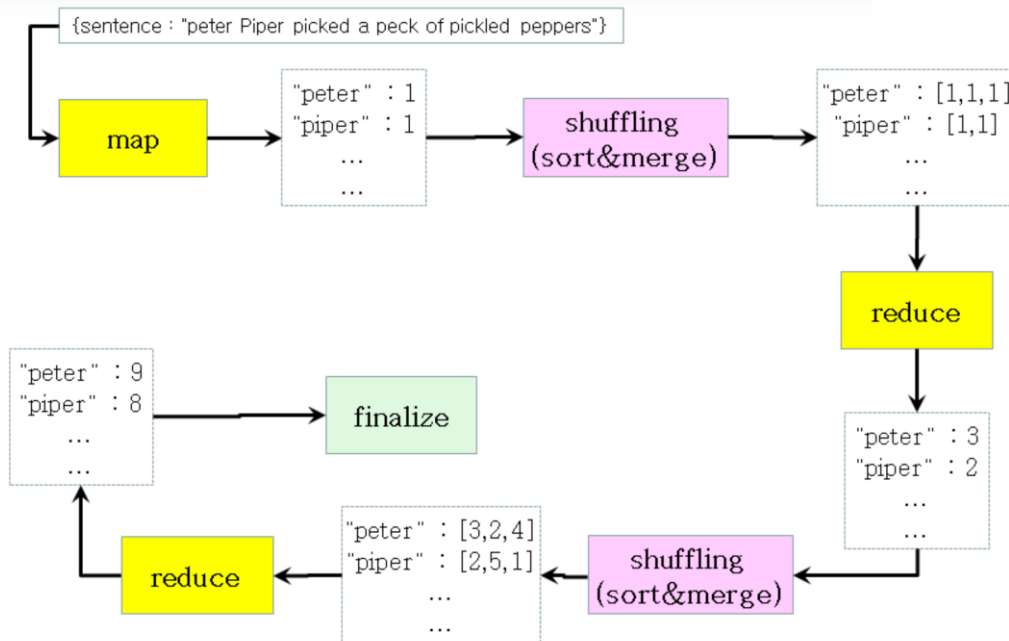 {sentence : "peter Piper picked a peck of pickled peppers"}
map
"peter" : 1
"piper" : 1
...
...
shuffling
(sort&merge)
"peter" : [1,1,1]
"piper" : [1,1]
...
...
reduce
"peter" : 3
"piper" : 2
...
...
shuffling
(sort&merge)
"peter" : [3,2,4]
"piper" : [2,5,1]
...
...
reduce
"peter" : 9
"piper" : 8
...
...
finalize